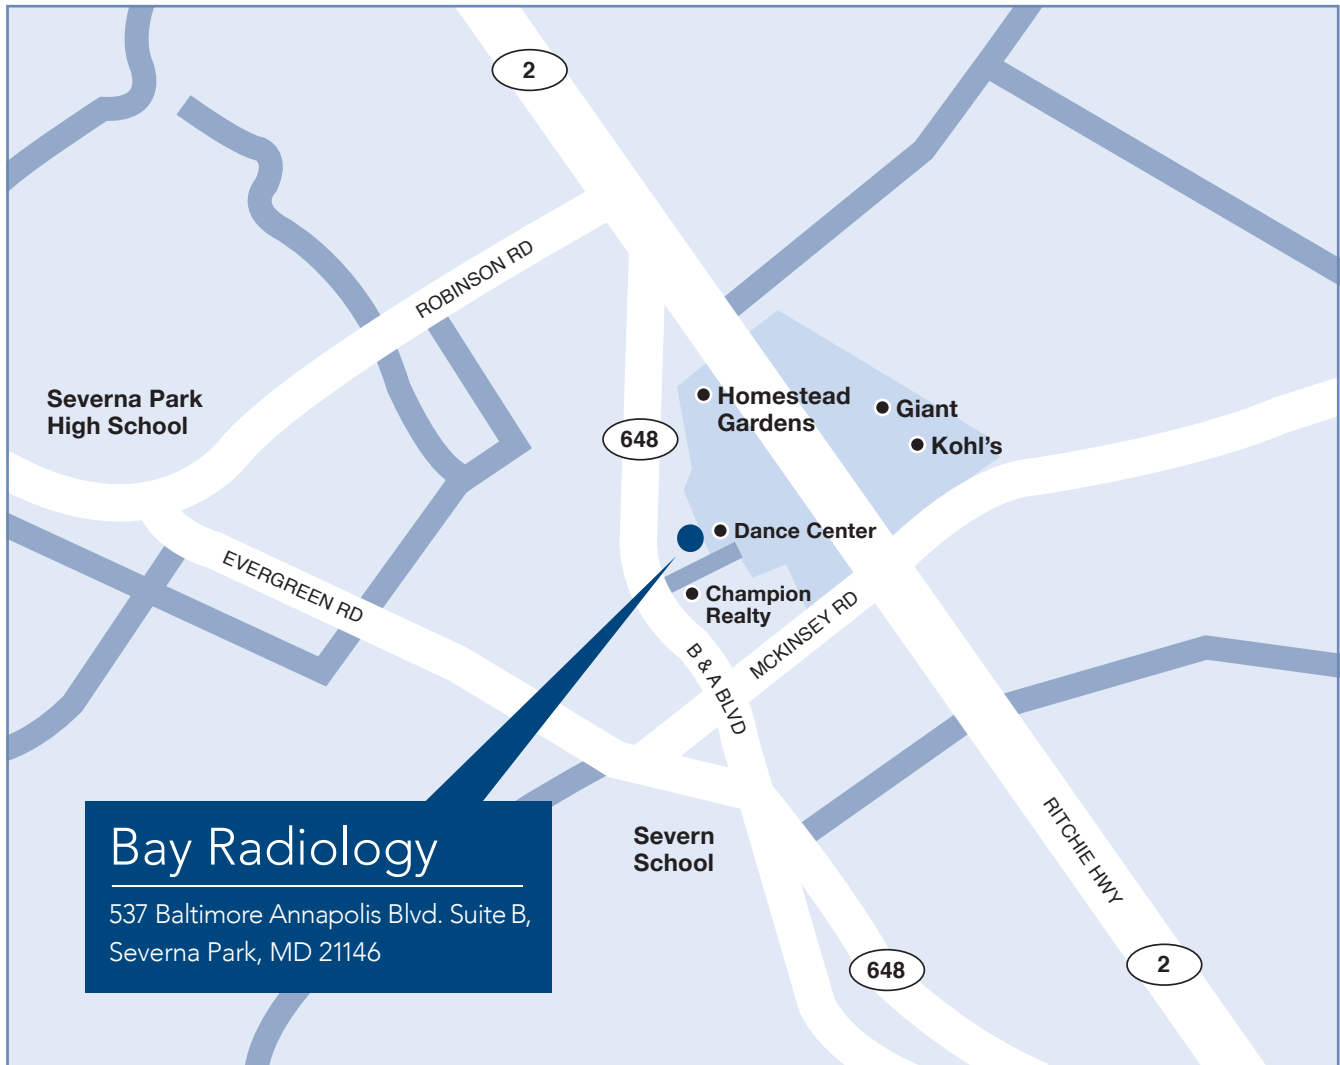 2
ROBINSON RD
Severna Park
High School
Homestead
Gardens
Giant
Kohl's
648
Dance Center
EVERGREEN RD
Champion
Realty
MCKINSEY RD
B & A BLVD
Bay Radiology
537 Baltimore Annapolis Blvd. Suite B,
Severna Park, MD 21146
Severn
School
RITCHIE HWY
648
2